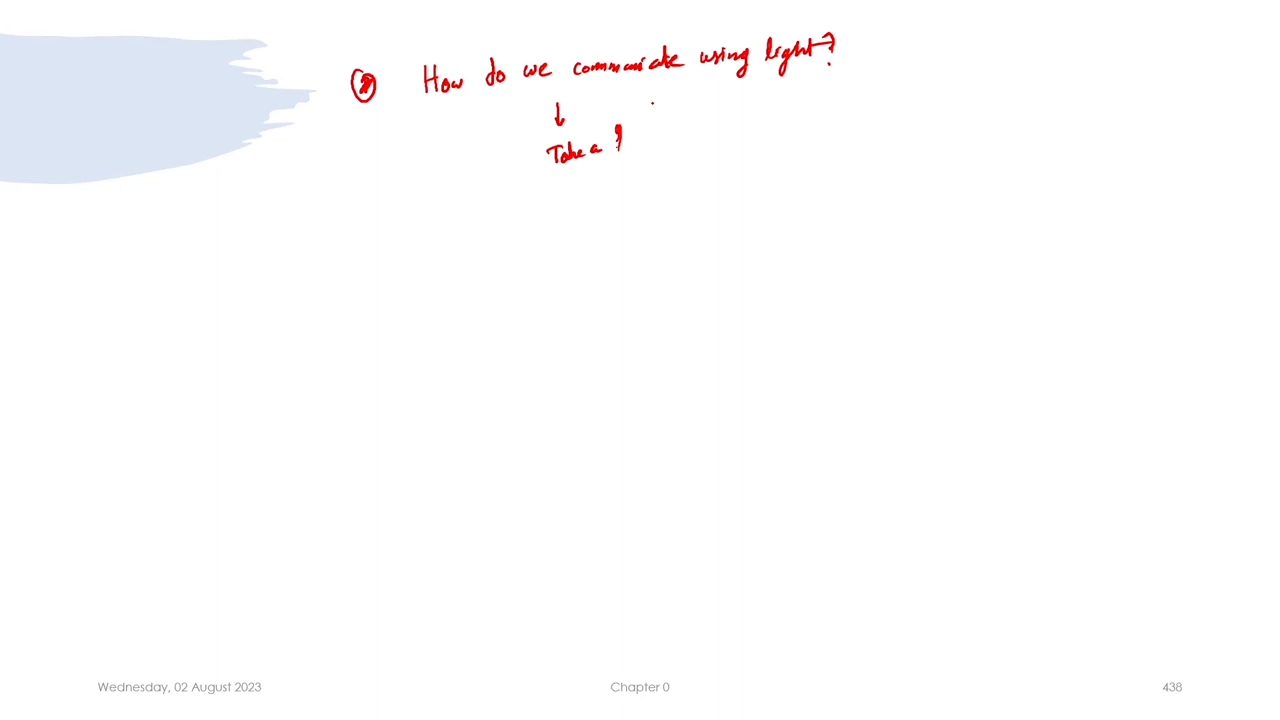 How do we communicate using light?
↓
Take a
Wednesday, 02 August 2023
Chapter 0
438